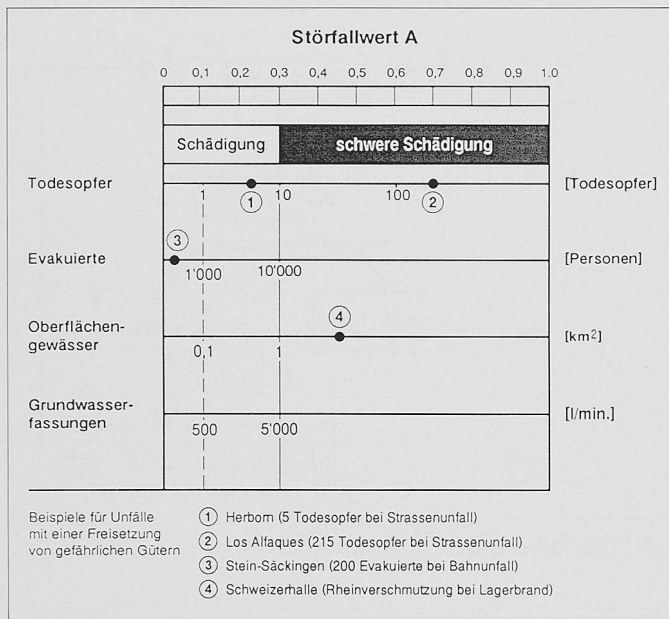 Störfallwert A
0 0,1 0,2 0,3 0,4 0,5 0,6 0,7 0,8 0,9 1.0
Schädigung schwere Schädigung
Todesopfer 1 10 100 [Todesopfer]
1 2
3
Evakuierte 1'000 10'000 [Personen]
4
Oberflächen-
gewässer 0,1 1 [km²]
Grundwasser-
fassungen 500 5'000 [l/min.]
Beispiele für Unfälle
mit einer Freisetzung
von gefährlichen Gütern
1 Herborn (5 Todesopfer bei Strassenunfall)
2 Los Alfaques (215 Todesopfer bei Strassenunfall)
3 Stein-Säckingen (200 Evakuierte bei Bahnunfall)
4 Schweizerhalle (Rheinverschmutzung bei Lagerbrand)